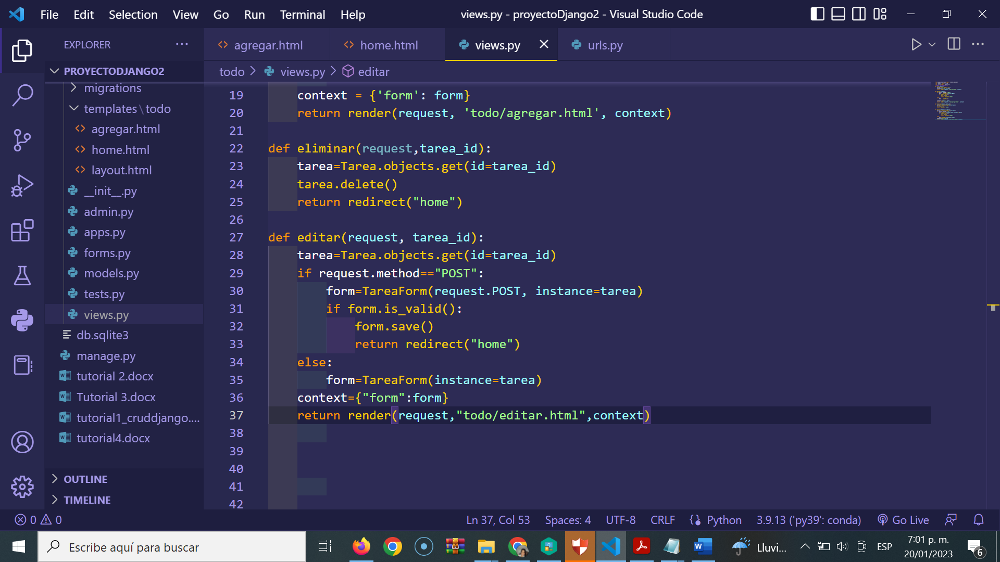 File Edit Selection View Go Run Terminal Help
views.py - proyectoDjango2 - Visual Studio Code
EXPLORER
agregar.html
home.html
views.py
urls.py
PROYECTODJANGO2
todo > views.py > editar
migrations
templates\todo
agregar.html
home.html
layout.html
__init__.py
admin.py
apps.py
forms.py
models.py
tests.py
views.py
db.sqlite3
manage.py
tutorial 2.docx
Tutorial 3.docx
tutorial1_cruddjango....
tutorial4.docx
OUTLINE
TIMELINE
19 context = {'form': form}
20 return render(request, 'todo/agregar.html', context)
21
22 def eliminar(request,tarea_id):
23 tarea=Tarea.objects.get(id=tarea_id)
24 tarea.delete()
25 return redirect("home")
26
27 def editar(request, tarea_id):
28 tarea=Tarea.objects.get(id=tarea_id)
29 if request.method=="POST":
30 form=TareaForm(request.POST, instance=tarea)
31 if form.is_valid():
32 form.save()
33 return redirect("home")
34 else:
35 form=TareaForm(instance=tarea)
36 context={"form":form}
37 return render(request,"todo/editar.html",context)
38
39
40
41
42
0 0
Ln 37, Col 53 Spaces: 4 UTF-8 CRLF Python 3.9.13 ('py39': conda) Go Live
Escribe aquí para buscar
Lluvi...
ESP
7:01 p. m.
20/01/2023
6